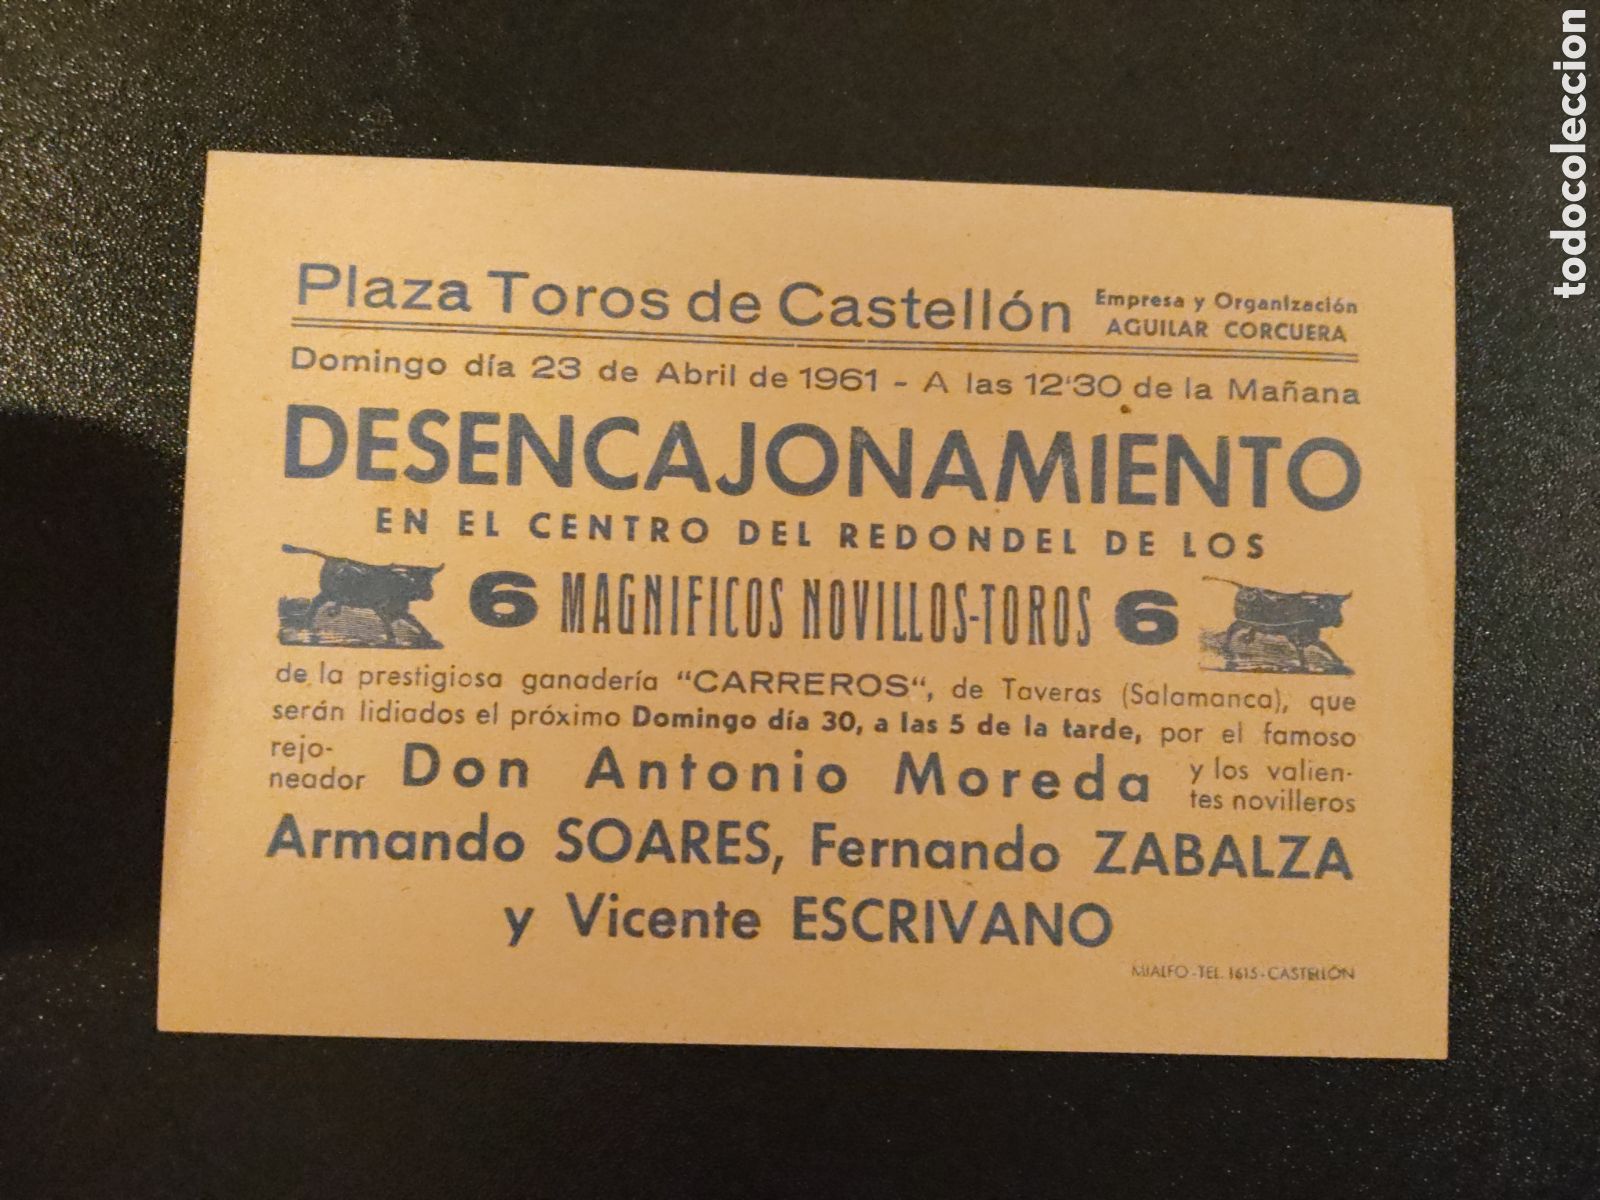 Plaza Toros de Castellón
Empresa y Organización
AGUILAR CORCUERA
Domingo día 23 de Abril de 1961 - A las 12'30 de la Mañana
DESENCAJONAMIENTO
EN EL CENTRO DEL REDONDEL DE LOS
6 MAGNIFICOS NOVILLOS-TOROS 6
de la prestigiosa ganadería "CARREROS", de Taveras (Salamanca), que
serán lidiados el próximo Domingo día 30, a las 5 de la tarde, por el famoso
rejo-
neador Don Antonio Moreda y los valien-
tes novilleros
Armando SOARES, Fernando ZABALZA
y Vicente ESCRIVANO
MIALFO - TEL. 1615 - CASTELLÓN
todocoleccion